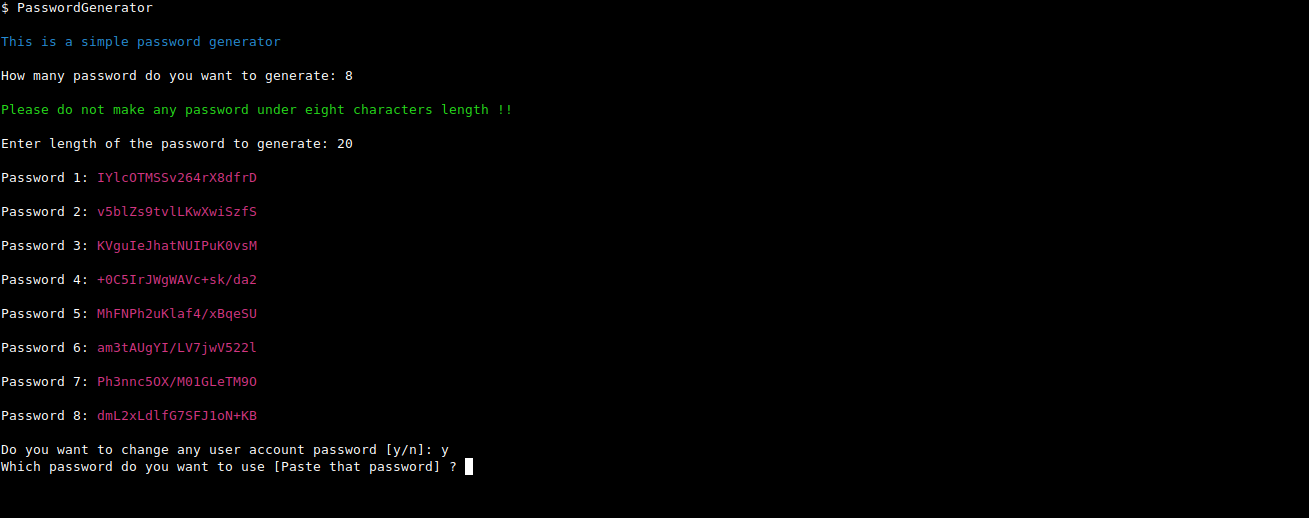 $ PasswordGenerator
This is a simple password generator
How many password do you want to generate: 8
Please do not make any password under eight characters length !!
Enter length of the password to generate: 20
Password 1: IYlcOTMSSv264rX8dfrD
Password 2: v5blZs9tvlLKwXwiSzfS
Password 3: KVguIeJhatNUIPuK0vsM
Password 4: +0C5IrJWgWAVc+sk/da2
Password 5: MhFNPh2uKlaf4/xBqeSU
Password 6: am3tAUgYI/LV7jwV522l
Password 7: Ph3nnc5OX/M01GLeTM9O
Password 8: dmL2xLdlfG7SFJ1oN+KB
Do you want to change any user account password [y/n]: y
Which password do you want to use [Paste that password] ?